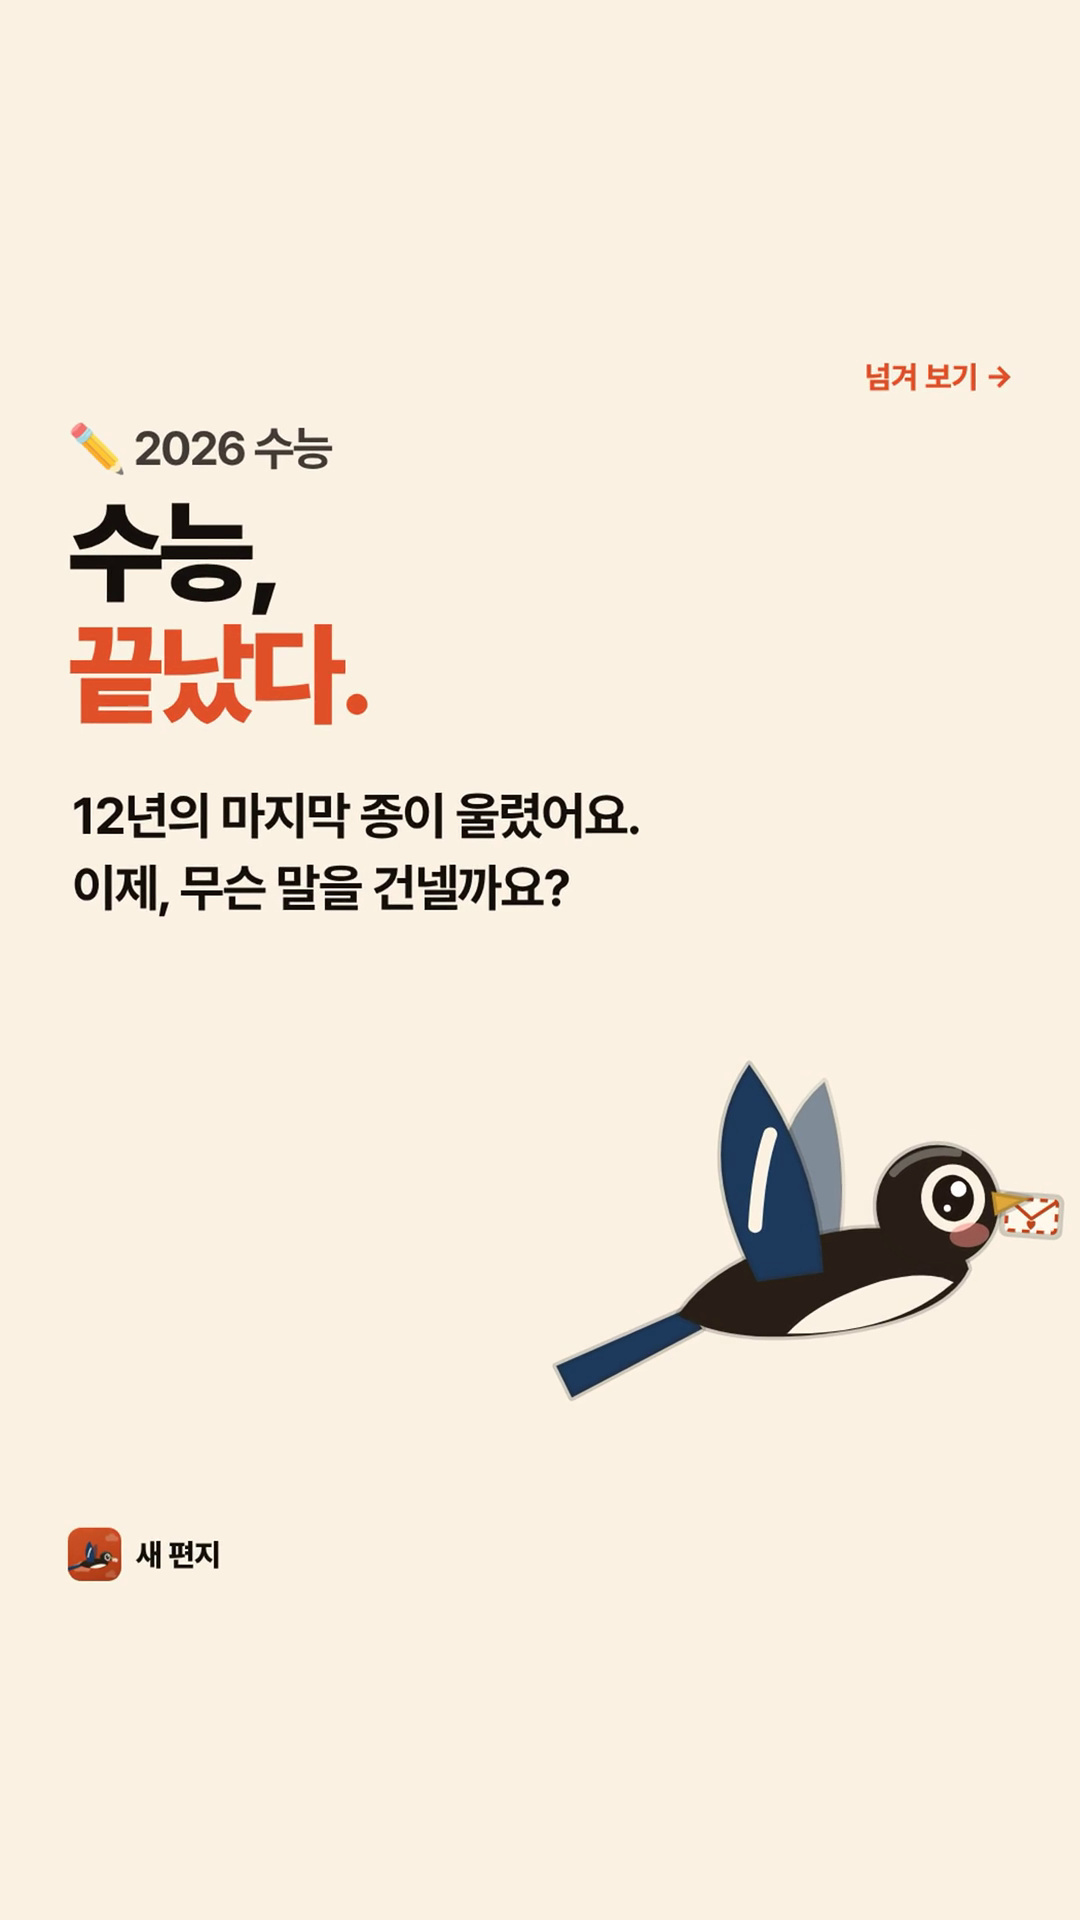 넘겨 보기 →
✏️ 2026 수능
수능,
끝났다.
12년의 마지막 종이 울렸어요.
이제, 무슨 말을 건넬까요?
새 편지